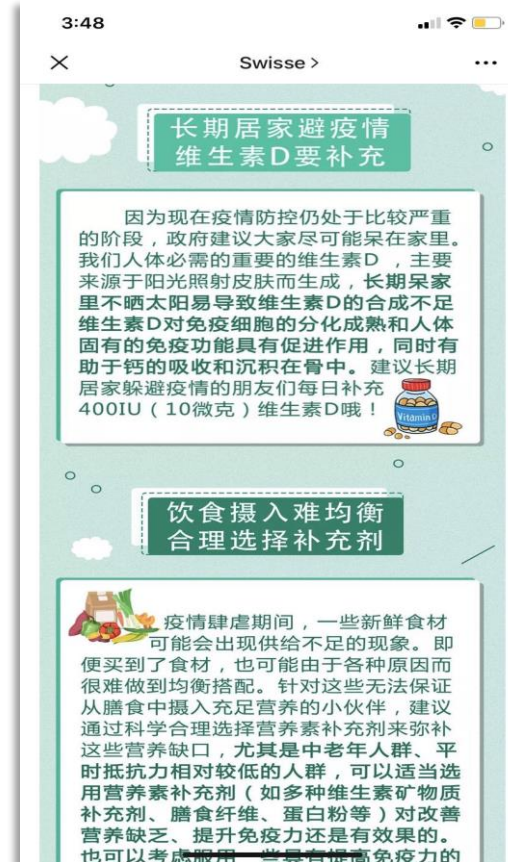 3:48
Swisse >
长期居家避疫情
维生素D要补充
因为现在疫情防控仍处于比较严重
的阶段，政府建议大家尽可能呆在家里。
我们人体必需的重要的维生素D ，主要
来源于阳光照射皮肤而生成，长期呆家
里不晒太阳易导致维生素D的合成不足
维生素D对免疫细胞的分化成熟和人体
固有的免疫功能具有促进作用，同时有
助于钙的吸收和沉积在骨中。建议长期
居家躲避疫情的朋友们每日补充
400IU（10微克）维生素D哦！
Vitamin D
饮食摄入难均衡
合理选择补充剂
疫情肆虐期间，一些新鲜食材
可能会出现供给不足的现象。即
便买到了食材，也可能由于各种原因而
很难做到均衡搭配。针对这些无法保证
从膳食中摄入充足营养的小伙伴，建议
通过科学合理选择营养素补充剂来弥补
这些营养缺口，尤其是中老年人群、平
时抵抗力相对较低的人群，可以适当选
用营养素补充剂（如多种维生素矿物质
补充剂、膳食纤维、蛋白粉等）对改善
营养缺乏、提升免疫力还是有效果的。
也可以考虑服用一些具有提高免疫力的